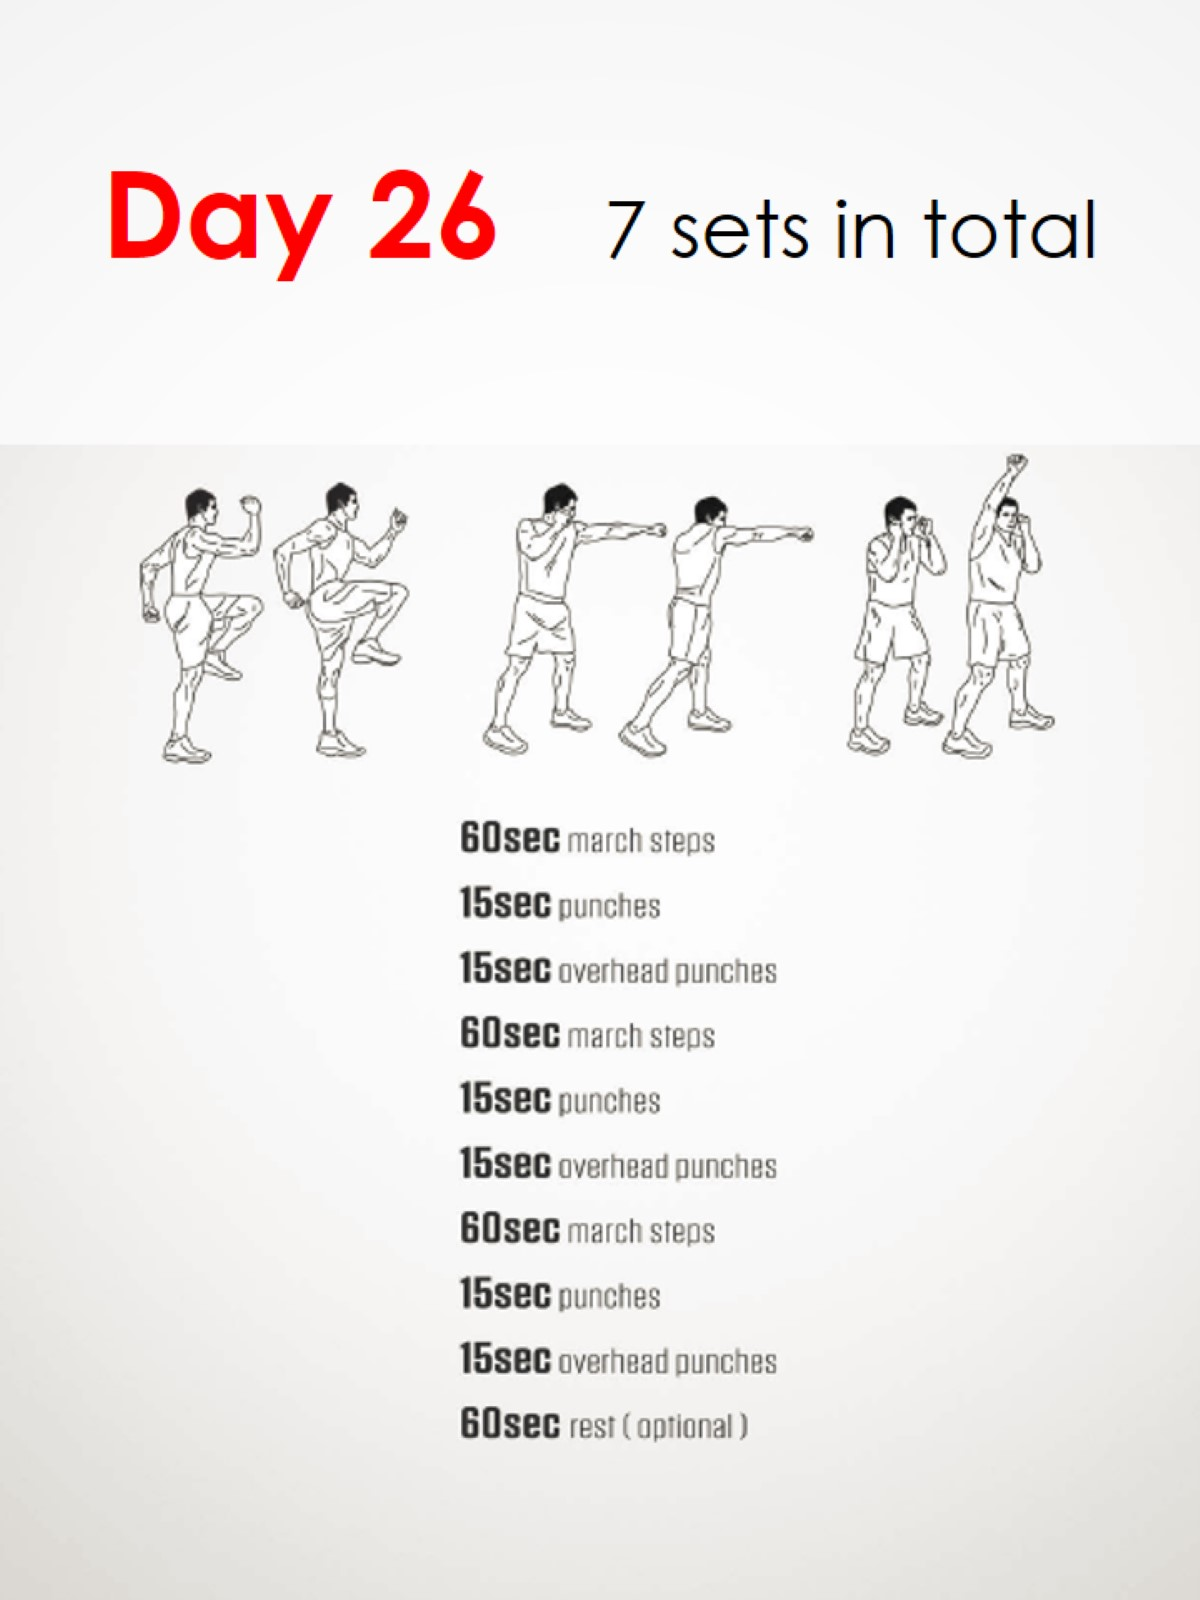 Day 26 7 sets in total
60sec march steps
15sec punches
15sec overhead punches
60sec march steps
15sec punches
15sec overhead punches
60sec march steps
15sec punches
15sec overhead punches
60sec rest ( optional )